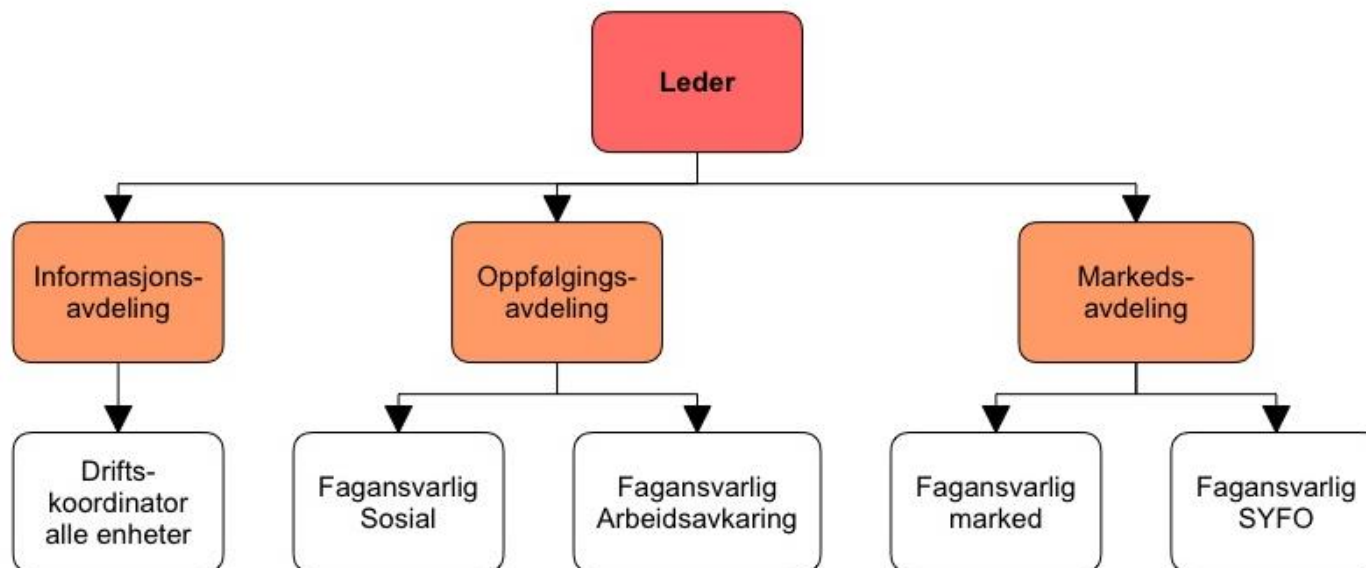 Leder
Informasjons-
avdeling
Oppfølgings-
avdeling
Markeds-
avdeling
Drifts-
koordinator
alle enheter
Fagansvarlig
Sosial
Fagansvarlig
Arbeidsavkaring
Fagansvarlig
marked
Fagansvarlig
SYFO